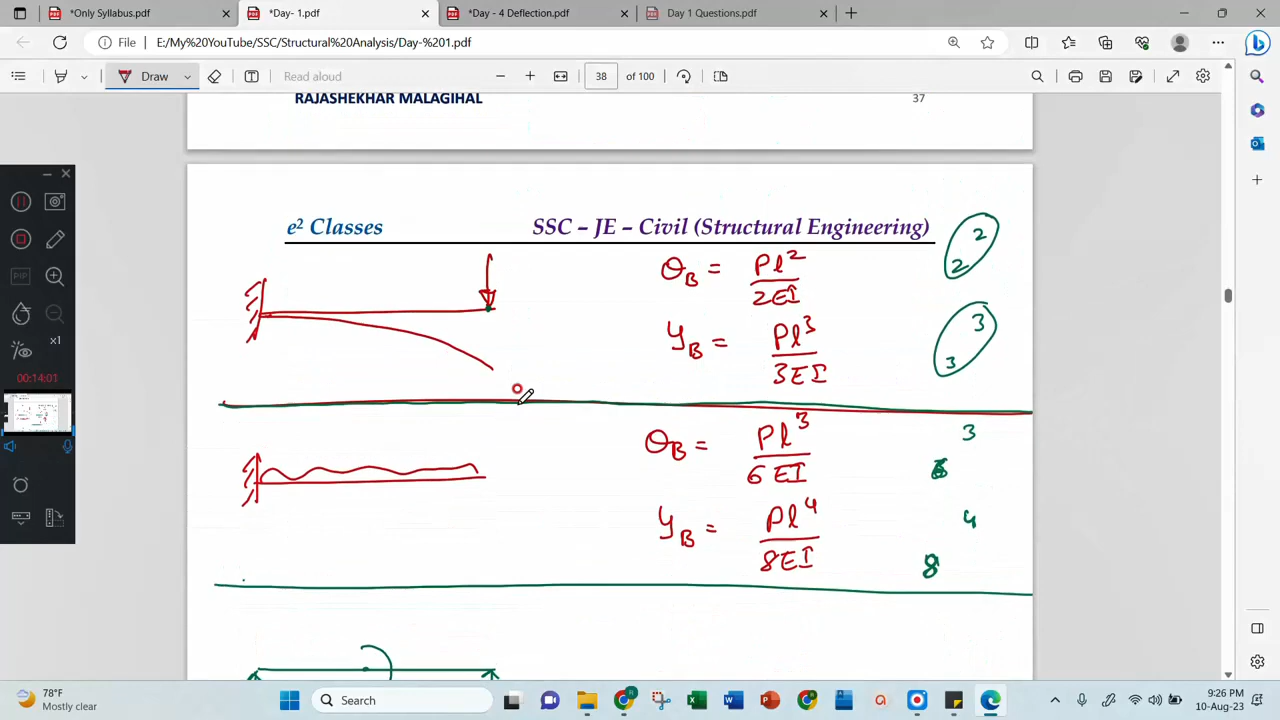 *Only Syllabus.pdf
*Day- 1.pdf
*Day - 4 Deflection.pdf
Day 1 Questions.pdf
File
E:/My%20YouTube/SSC/Structural%20Analysis/Day-%201.pdf
Draw
Read aloud
38 of 100
RAJASHEKHAR MALAGIHAL
37
e² Classes
SSC – JE – Civil (Structural Engineering)
θB = Pl²/2EI
2 2
yB = Pl³/3EI
3 3
θB = Pl³/6EI
3
6
yB = Pl⁴/8EI
4
8
PIP
x1
00:14:01
78°F
Mostly clear
Search
9:26 PM
10-Aug-23